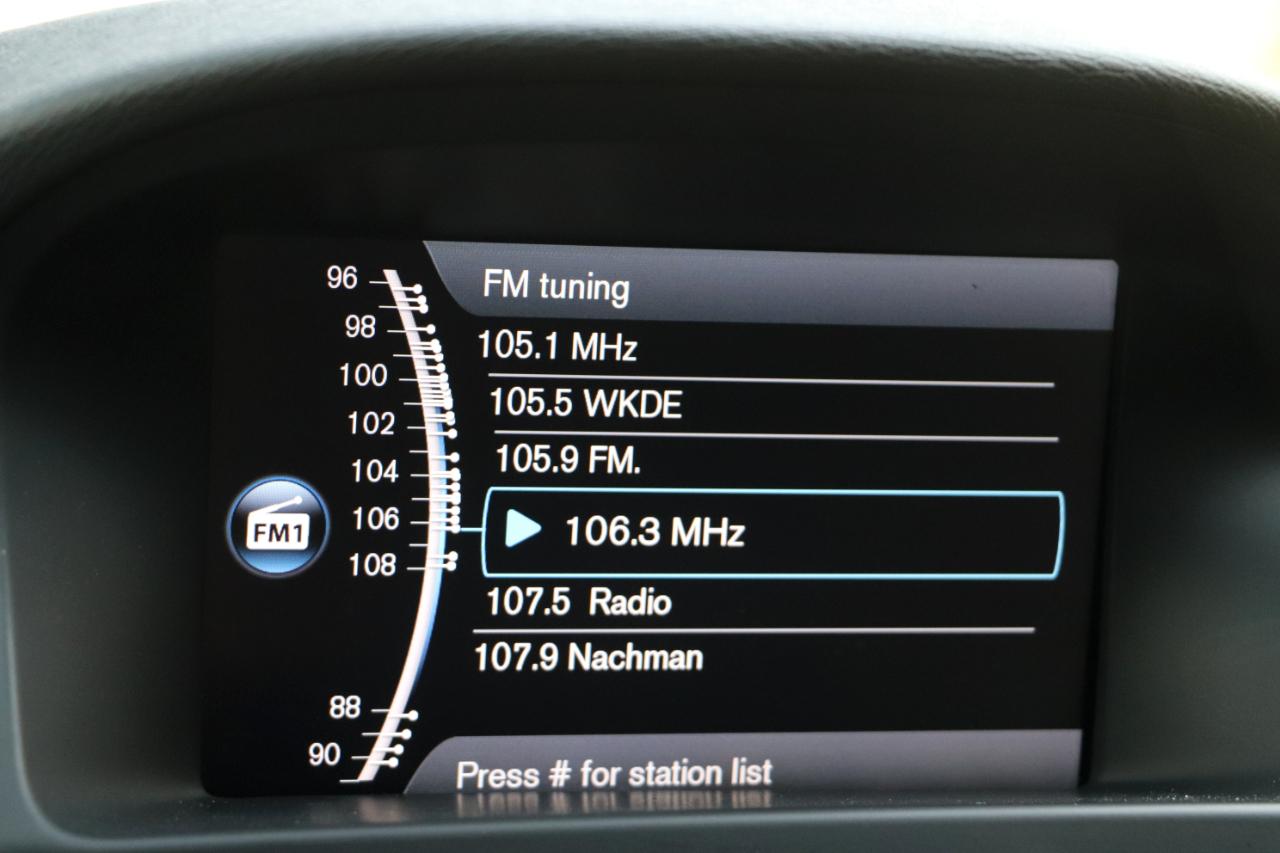 FM tuning
96
98
100
102
104
106
108
88
90
FM1
105.1 MHz
105.5 WKDE
105.9 FM.
106.3 MHz
107.5 Radio
107.9 Nachman
Press # for station list